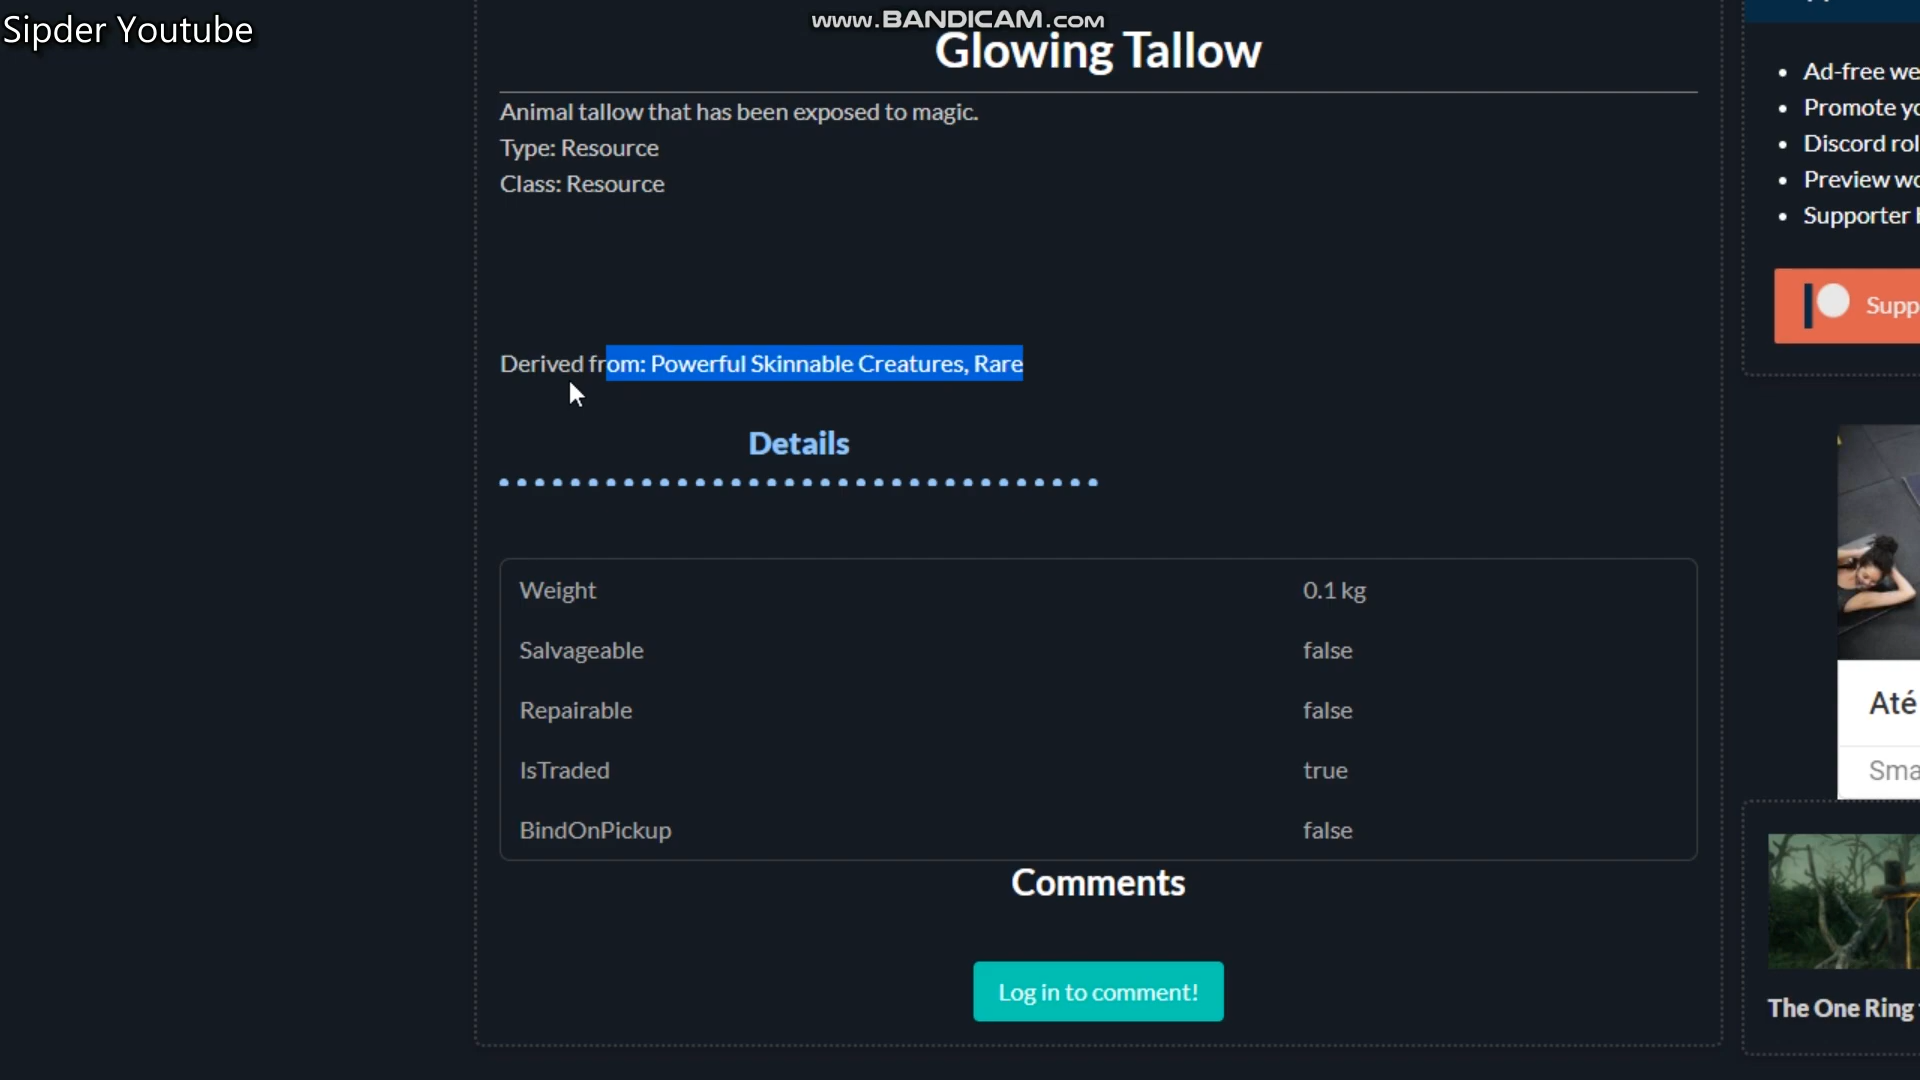 Sipder Youtube
www.BANDICAM.com
Glowing Tallow
Animal tallow that has been exposed to magic.
Type: Resource
Class: Resource
Derived from: Powerful Skinnable Creatures, Rare
Details
Weight 0.1 kg
Salvageable false
Repairable false
IsTraded true
BindOnPickup false
Comments
Log in to comment!
Ad-free we
Promote yo
Discord rol
Preview wo
Supporter
Supp
Até
Sma
The One Ring